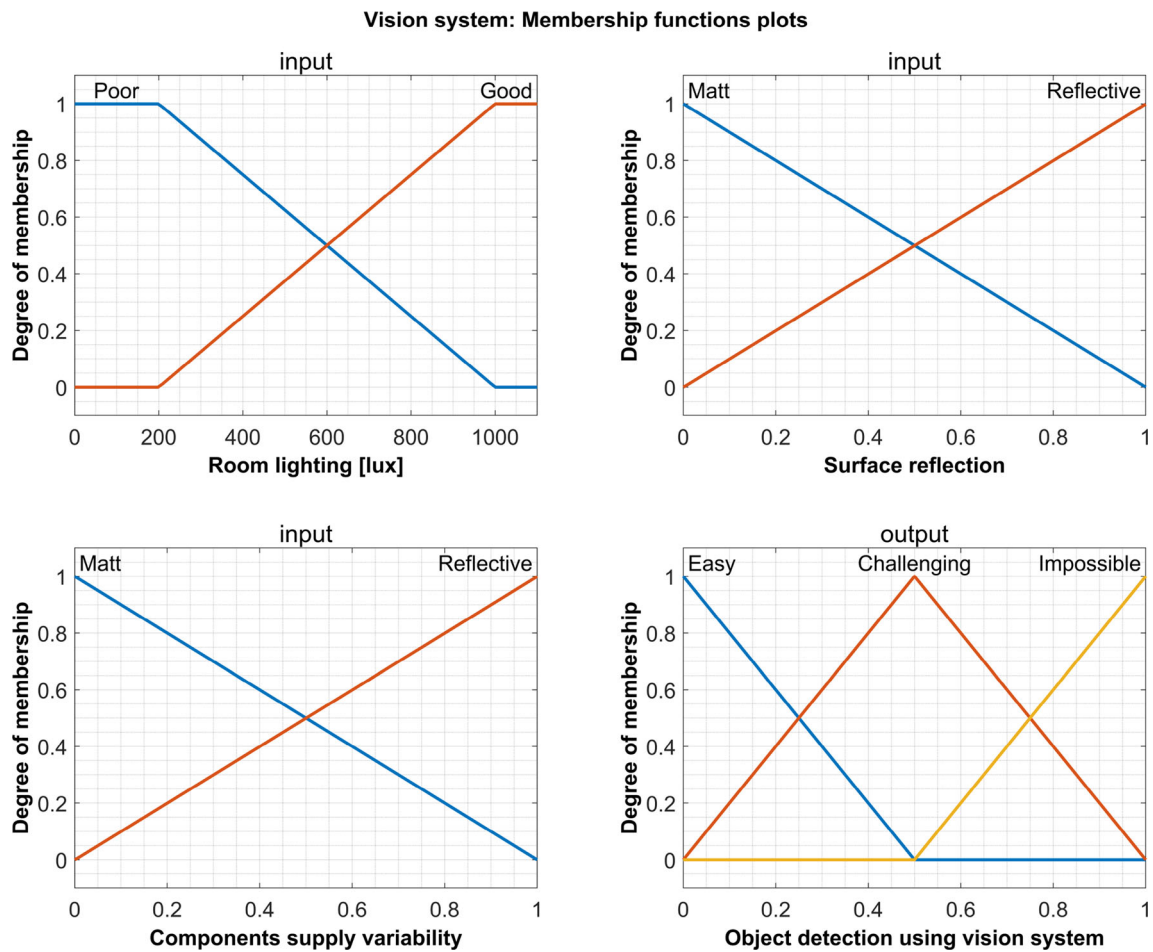 Vision system: Membership functions plots
input
Poor
Good
1
0.8
0.6
0.4
0.2
0
Degree of membership
0 200 400 600 800 1000
Room lighting [lux]
input
Matt
Reflective
1
0.8
0.6
0.4
0.2
0
Degree of membership
0 0.2 0.4 0.6 0.8 1
Surface reflection
input
Matt
Reflective
1
0.8
0.6
0.4
0.2
0
Degree of membership
0 0.2 0.4 0.6 0.8 1
Components supply variability
output
Easy
Challenging
Impossible
1
0.8
0.6
0.4
0.2
0
Degree of membership
0 0.2 0.4 0.6 0.8 1
Object detection using vision system